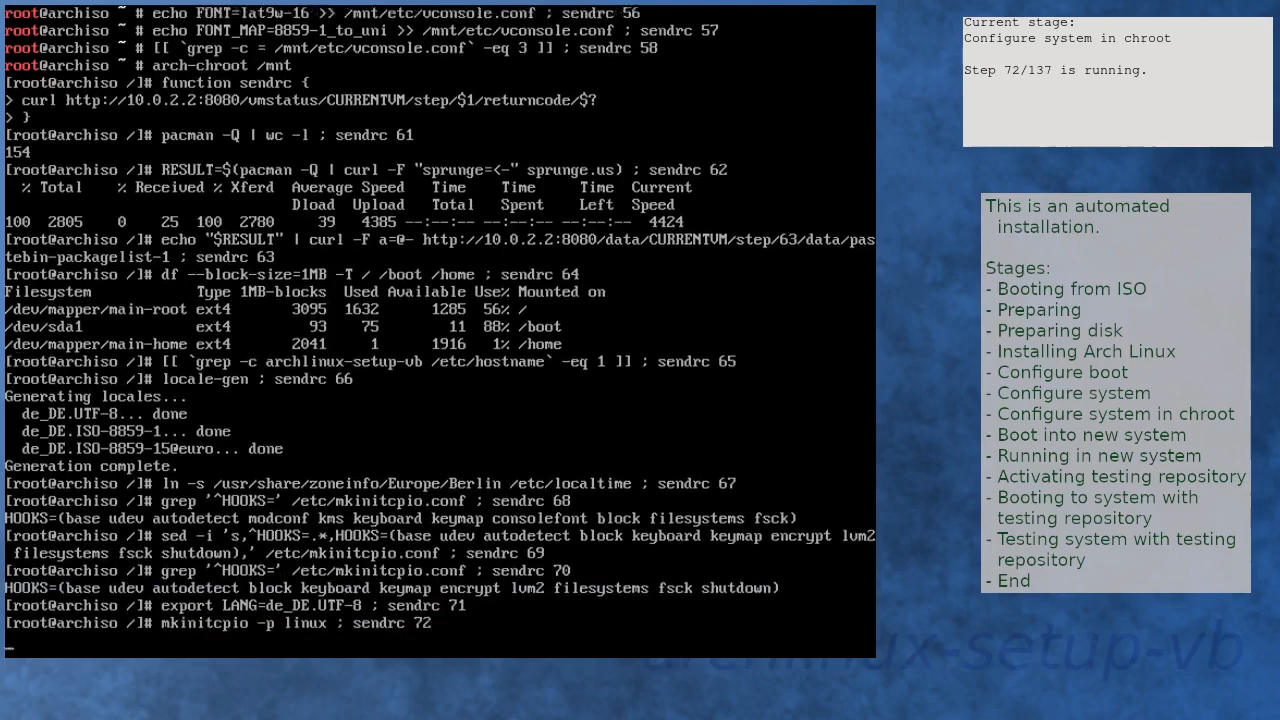 root@archiso ~ # echo FONT=lat9w-16 >> /mnt/etc/vconsole.conf ; sendrc 56
root@archiso ~ # echo FONT_MAP=8859-1_to_uni >> /mnt/etc/vconsole.conf ; sendrc 57
root@archiso ~ # [[ `grep -c = /mnt/etc/vconsole.conf` -eq 3 ]] ; sendrc 58
root@archiso ~ # arch-chroot /mnt
[root@archiso /]# function sendrc {
> curl http://10.0.2.2:8080/vmstatus/CURRENTVM/step/$1/returncode/$?
> }
[root@archiso /]# pacman -Q | wc -l ; sendrc 61
154
[root@archiso /]# RESULT=$(pacman -Q | curl -F "sprunge=<-" sprunge.us) ; sendrc 62
% Total % Received % Xferd Average Speed Time Time Time Current
Dload Upload Total Spent Left Speed
100 2805 0 25 100 2780 39 4385 --:--:-- --:--:-- --:--:-- 4424
[root@archiso /]# echo "$RESULT" | curl -F a=@- http://10.0.2.2:8080/data/CURRENTVM/step/63/data/pas
tebin-packagelist-1 ; sendrc 63
[root@archiso /]# df --block-size=1MB -T / /boot /home ; sendrc 64
Filesystem Type 1MB-blocks Used Available Use% Mounted on
/dev/mapper/main-root ext4 3095 1632 1285 56% /
/dev/sda1 ext4 93 75 11 88% /boot
/dev/mapper/main-home ext4 2041 1 1916 1% /home
[root@archiso /]# [[ `grep -c archlinux-setup-vb /etc/hostname` -eq 1 ]] ; sendrc 65
[root@archiso /]# locale-gen ; sendrc 66
Generating locales...
de_DE.UTF-8... done
de_DE.ISO-8859-1... done
de_DE.ISO-8859-15@euro... done
Generation complete.
[root@archiso /]# ln -s /usr/share/zoneinfo/Europe/Berlin /etc/localtime ; sendrc 67
[root@archiso /]# grep '^HOOKS=' /etc/mkinitcpio.conf ; sendrc 68
HOOKS=(base udev autodetect modconf kms keyboard keymap consolefont block filesystems fsck)
[root@archiso /]# sed -i 's,^HOOKS=.*,HOOKS=(base udev autodetect block keyboard keymap encrypt lvm2
filesystems fsck shutdown),' /etc/mkinitcpio.conf ; sendrc 69
[root@archiso /]# grep '^HOOKS=' /etc/mkinitcpio.conf ; sendrc 70
HOOKS=(base udev autodetect block keyboard keymap encrypt lvm2 filesystems fsck shutdown)
[root@archiso /]# export LANG=de_DE.UTF-8 ; sendrc 71
[root@archiso /]# mkinitcpio -p linux ; sendrc 72
Current stage:
Configure system in chroot
Step 72/137 is running.
This is an automated
installation.
Stages:
- Booting from ISO
- Preparing
- Preparing disk
- Installing Arch Linux
- Configure boot
- Configure system
- Configure system in chroot
- Boot into new system
- Running in new system
- Activating testing repository
- Booting to system with
testing repository
- Testing system with testing
repository
- End
archlinux-setup-vb